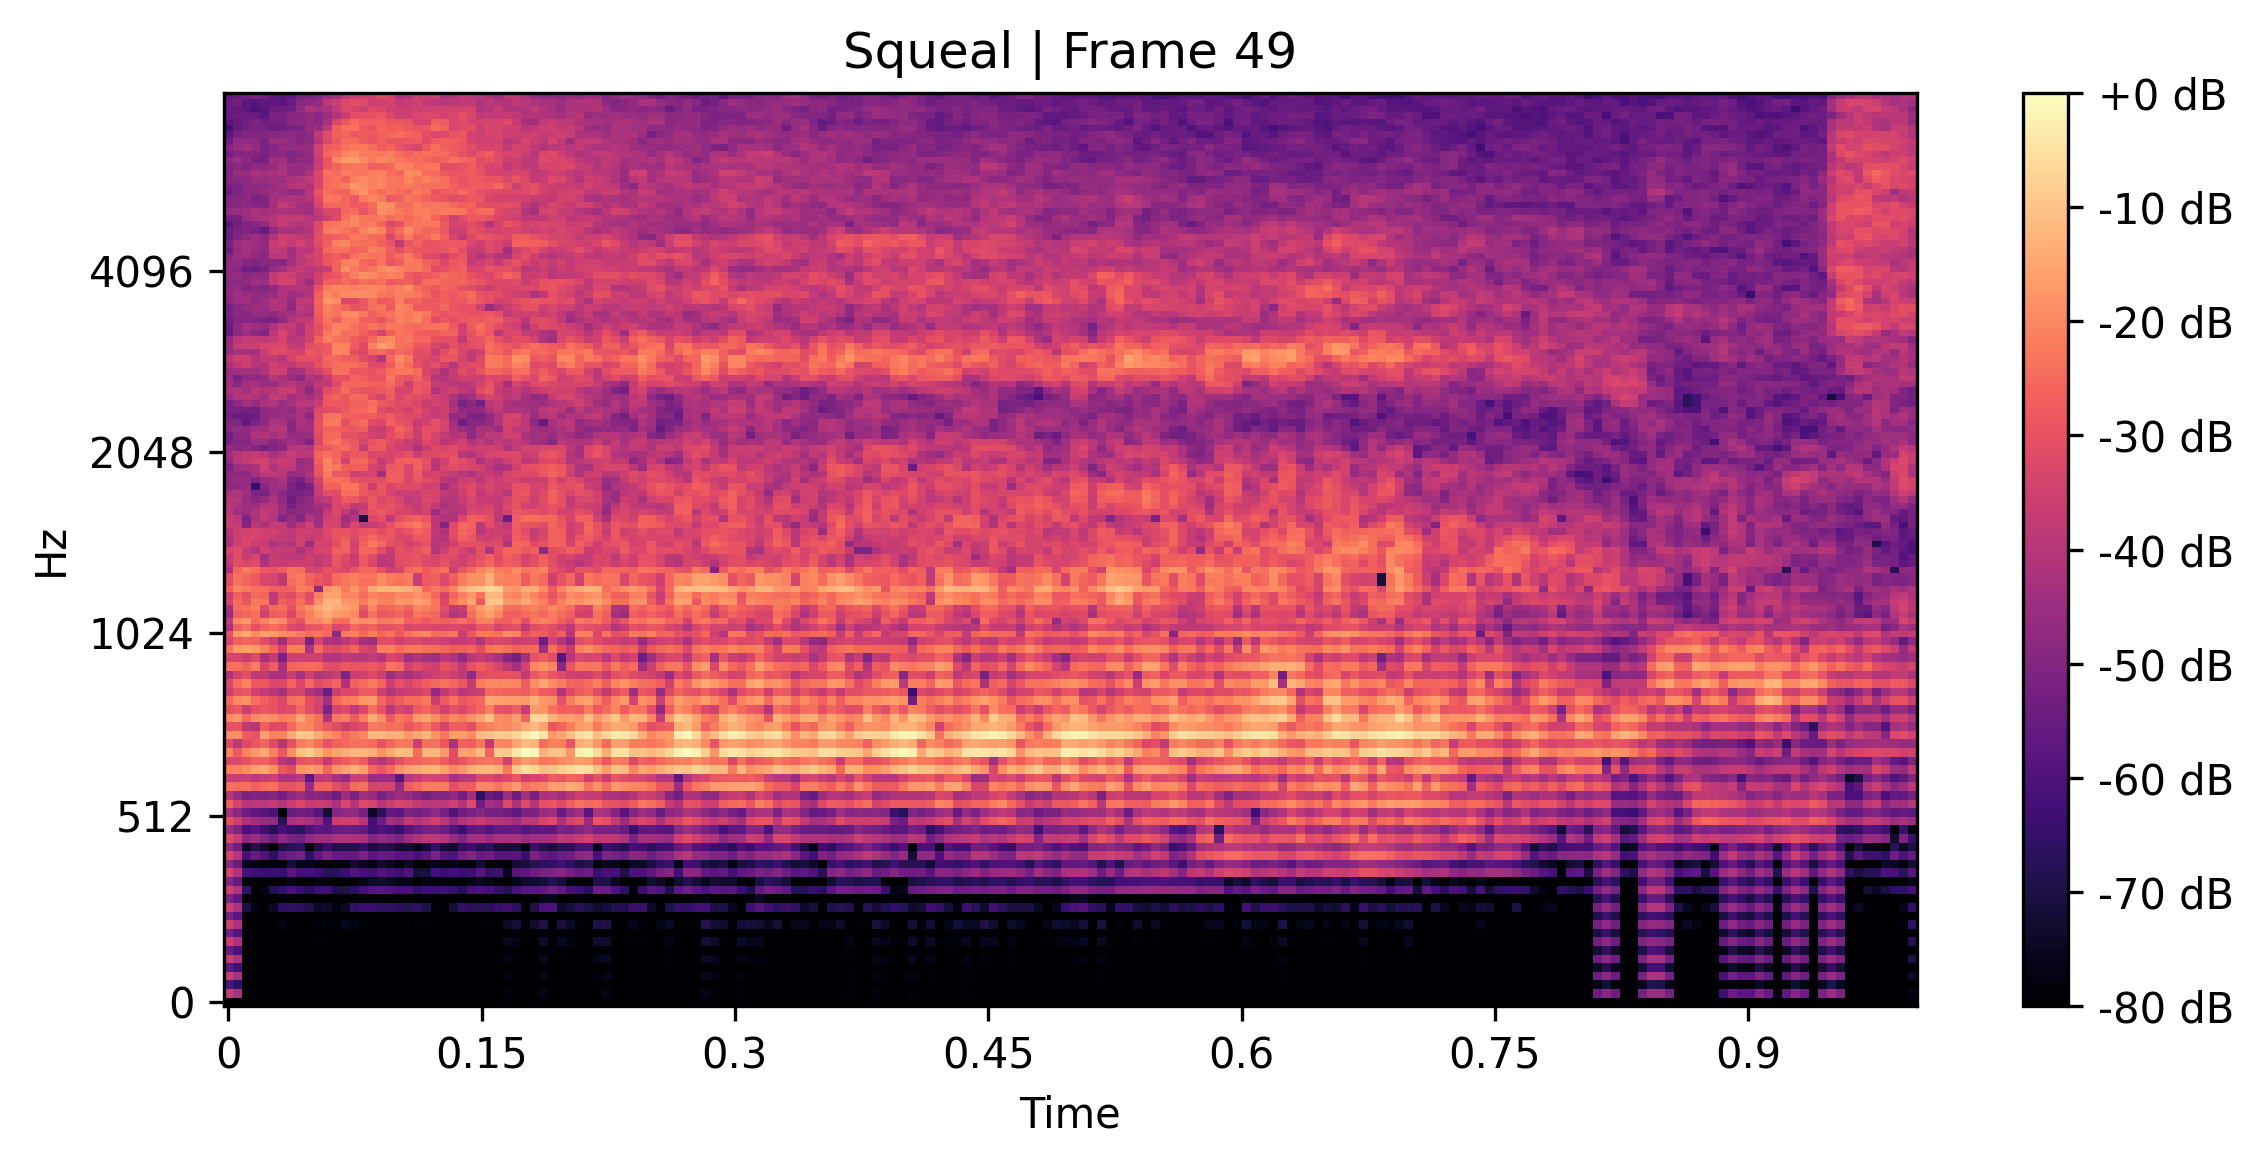 Squeal | Frame 49
Hz
4096
2048
1024
512
0
0 0.15 0.3 0.45 0.6 0.75 0.9
Time
+0 dB
-10 dB
-20 dB
-30 dB
-40 dB
-50 dB
-60 dB
-70 dB
-80 dB